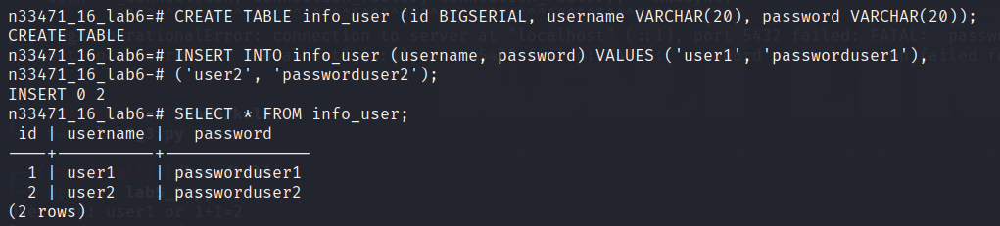 n33471_16_lab6=# CREATE TABLE info_user (id BIGSERIAL, username VARCHAR(20), password VARCHAR(20));
CREATE TABLE
n33471_16_lab6=# INSERT INTO info_user (username, password) VALUES ('user1','passworduser1'),
n33471_16_lab6-# ('user2', 'passworduser2');
INSERT 0 2
n33471_16_lab6=# SELECT * FROM info_user;
 id | username |   password
----+----------+---------------
  1 | user1    | passworduser1
  2 | user2    | passworduser2
(2 rows)